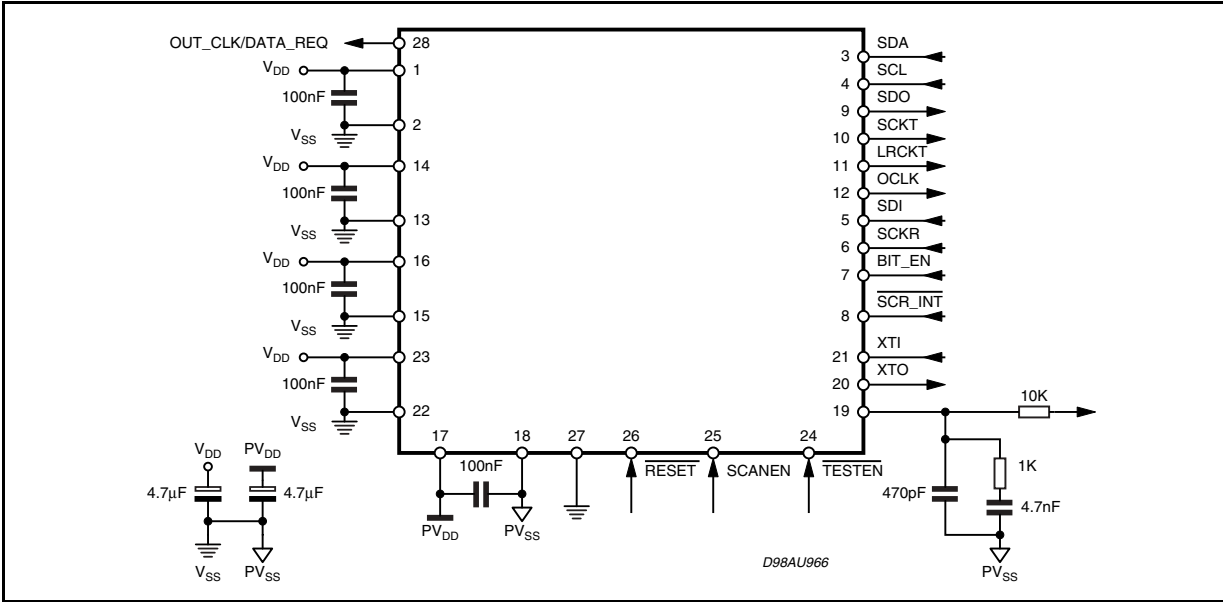 OUT_CLK/DATA_REQ
28
VDD
1
100nF
2
VSS
VDD
14
100nF
13
VSS
VDD
16
100nF
15
VSS
VDD
23
100nF
22
VSS
3
SDA
4
SCL
9
SDO
10
SCKT
11
LRCKT
12
OCLK
5
SDI
6
SCKR
7
BIT_EN
8
SCR_INT
21
XTI
20
XTO
19
10K
1K
470pF
4.7nF
PVSS
17
18
27
26
25
24
100nF
RESET
SCANEN
TESTEN
PVDD
PVSS
VDD
PVDD
4.7µF
4.7µF
VSS
PVSS
D98AU966